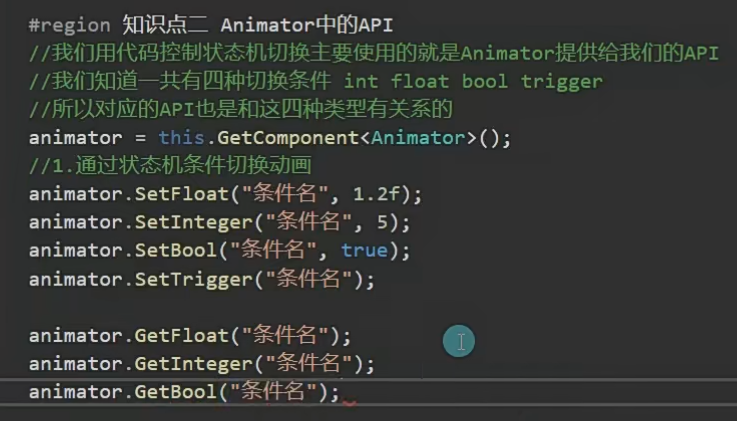 #region 知识点二 Animator中的API
//我们用代码控制状态机切换主要使用的就是Animator提供给我们的API
//我们知道一共有四种切换条件 int float bool trigger
//所以对应的API也是和这四种类型有关系的
animator = this.GetComponent<Animator>();
//1.通过状态机条件切换动画
animator.SetFloat("条件名", 1.2f);
animator.SetInteger("条件名", 5);
animator.SetBool("条件名", true);
animator.SetTrigger("条件名");
animator.GetFloat("条件名");
animator.GetInteger("条件名");
animator.GetBool("条件名");